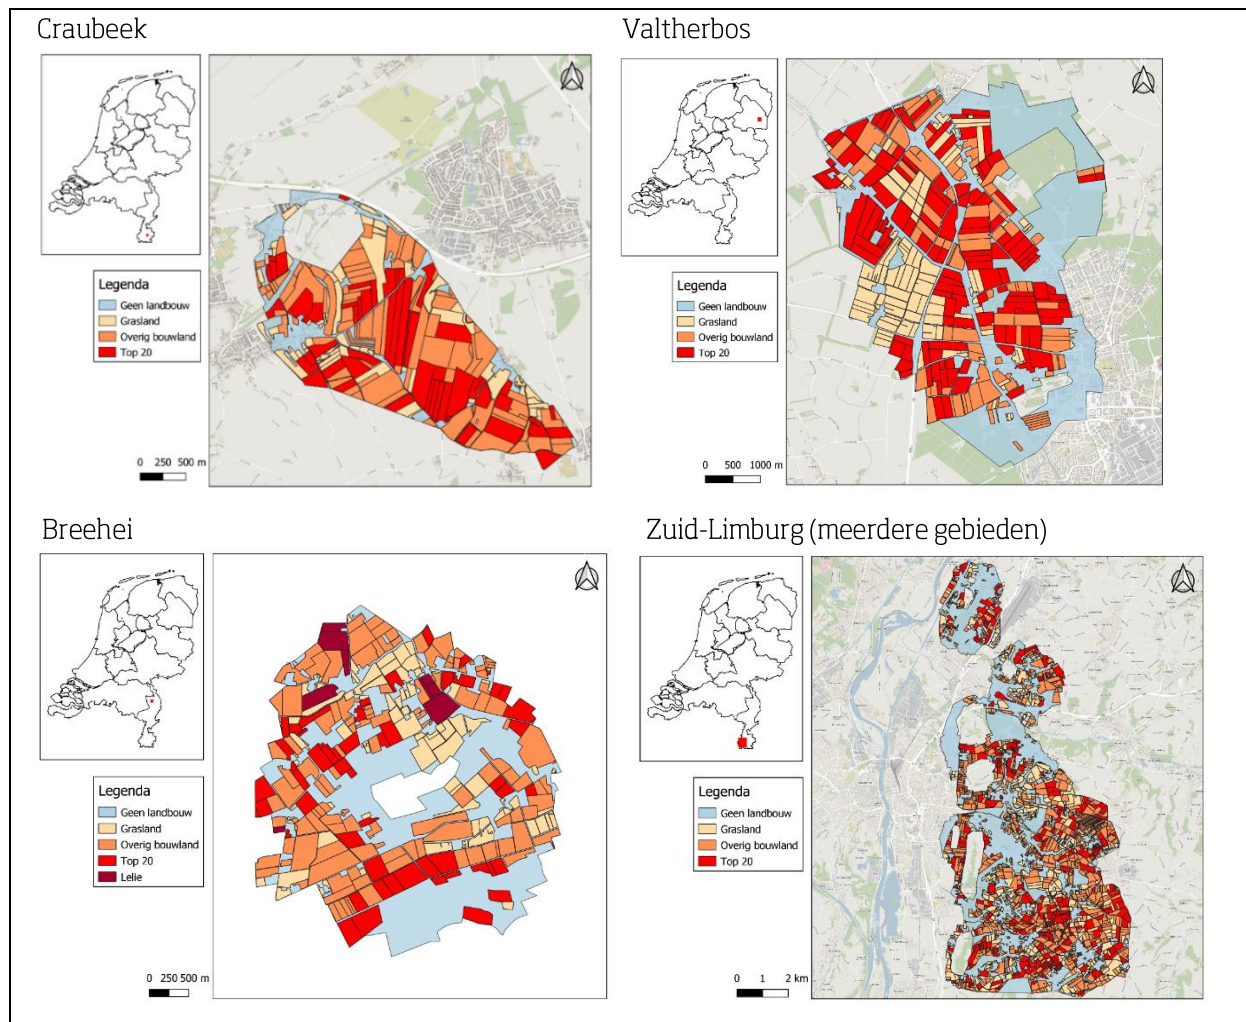 Craubeek
Legenda
Geen landbouw
Grasland
Overig bouwland
Top 20
0 250 500 m
Valtherbos
Legenda
Geen landbouw
Grasland
Overig bouwland
Top 20
0 500 1000 m
Breehei
Legenda
Geen landbouw
Grasland
Overig bouwland
Top 20
Lelie
0 250 500 m
Zuid-Limburg (meerdere gebieden)
Legenda
Geen landbouw
Grasland
Overig bouwland
Top 20
0 1 2 km